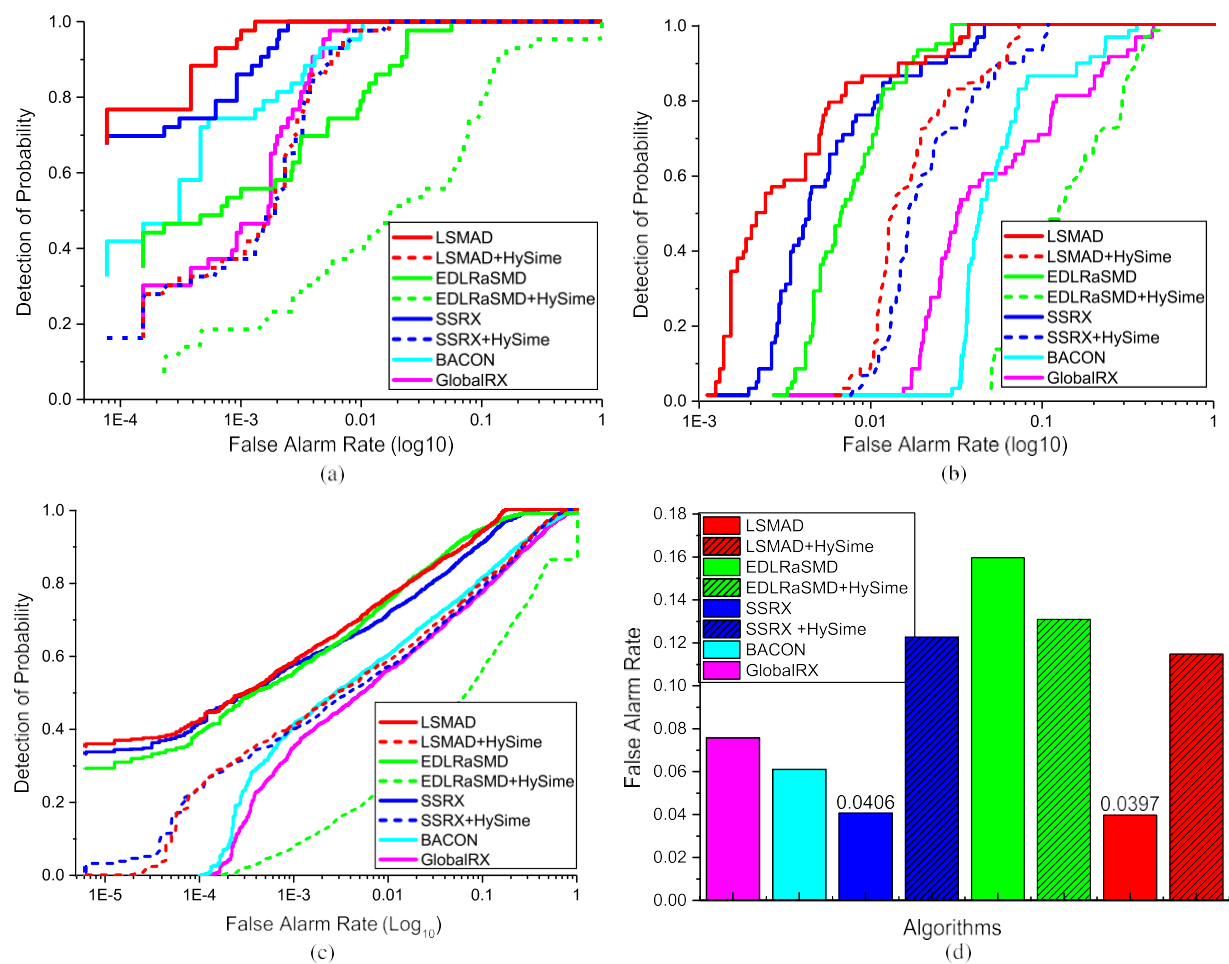 1.0
0.8
0.6
0.4
0.2
0.0
Detection of Probability
LSMAD
LSMAD+HySime
EDLRaSMD
EDLRaSMD+HySime
SSRX
SSRX+HySime
BACON
GlobalRX
1E-4
1E-3
0.01
0.1
1
False Alarm Rate (log10)
(a)
1.0
0.8
0.6
0.4
0.2
0.0
Detection of Probability
LSMAD
LSMAD+HySime
EDLRaSMD
EDLRaSMD+HySime
SSRX
SSRX+HySime
BACON
GlobalRX
1E-3
0.01
0.1
1
False Alarm Rate (log10)
(b)
1.0
0.8
0.6
0.4
0.2
0.0
Detection of Probability
LSMAD
LSMAD+HySime
EDLRaSMD
EDLRaSMD+HySime
SSRX
SSRX+HySime
BACON
GlobalRX
1E-5
1E-4
1E-3
0.01
0.1
1
False Alarm Rate (Log10)
(c)
0.18
0.16
0.14
0.12
0.10
0.08
0.06
0.04
0.02
0.00
False Alarm Rate
LSMAD
LSMAD+HySime
EDLRaSMD
EDLRaSMD+HySime
SSRX
SSRX +HySime
BACON
GlobalRX
0.0406
0.0397
Algorithms
(d)